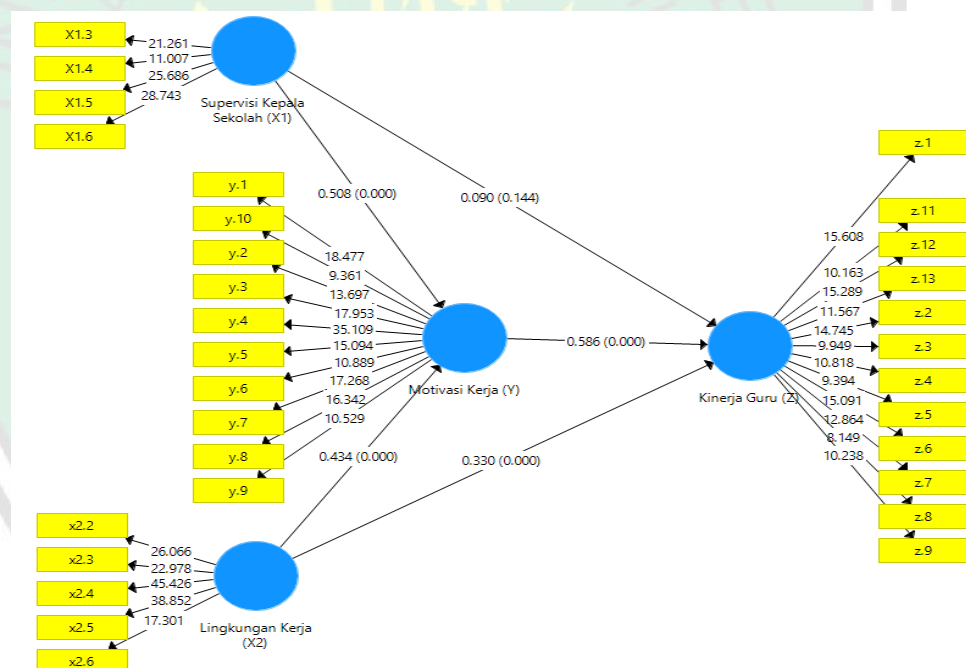 X1.3
X1.4
X1.5
X1.6
21.261
11.007
25.686
28.743
Supervisi Kepala
Sekolah (X1)
0.508 (0.000)
0.090 (0.144)
y.1
y.10
y.2
y.3
y.4
y.5
y.6
y.7
y.8
y.9
18.477
9.361
13.697
17.953
35.109
15.094
10.889
17.268
16.342
10.529
Motivasi Kerja (Y)
0.586 (0.000)
0.434 (0.000)
0.330 (0.000)
Kinerja Guru (Z)
z.1
z.11
z.12
z.13
z.2
z.3
z.4
z.5
z.6
z.7
z.8
z.9
15.608
10.163
15.289
11.567
14.745
9.949
10.818
9.394
15.091
12.864
8.149
10.238
x2.2
x2.3
x2.4
x2.5
x2.6
26.066
22.978
45.426
38.852
17.301
Lingkungan Kerja
(X2)